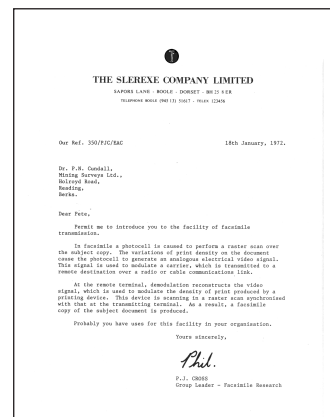 THE SLEREXE COMPANY LIMITED
SAPORS LANE - BOOLE - DORSET - BH 25 8 ER
TELEPHONE BOOLE (945 13) 51617 - TELEX 123456
Our Ref. 350/PJC/EAC 18th January, 1972.
Dr. P.N. Cundall,
Mining Surveys Ltd.,
Holroyd Road,
Reading,
Berks.
Dear Pete,
Permit me to introduce you to the facility of facsimile
transmission.
In facsimile a photocell is caused to perform a raster scan over
the subject copy. The variations of print density on the document
cause the photocell to generate an analogous electrical video signal.
This signal is used to modulate a carrier, which is transmitted to a
remote destination over a radio or cable communications link.
At the remote terminal, demodulation reconstructs the video
signal, which is used to modulate the density of print produced by a
printing device. This device is scanning in a raster scan synchronised
with that at the transmitting terminal. As a result, a facsimile
copy of the subject document is produced.
Probably you have uses for this facility in your organisation.
Yours sincerely,
Phil.
P.J. CROSS
Group Leader - Facsimile Research